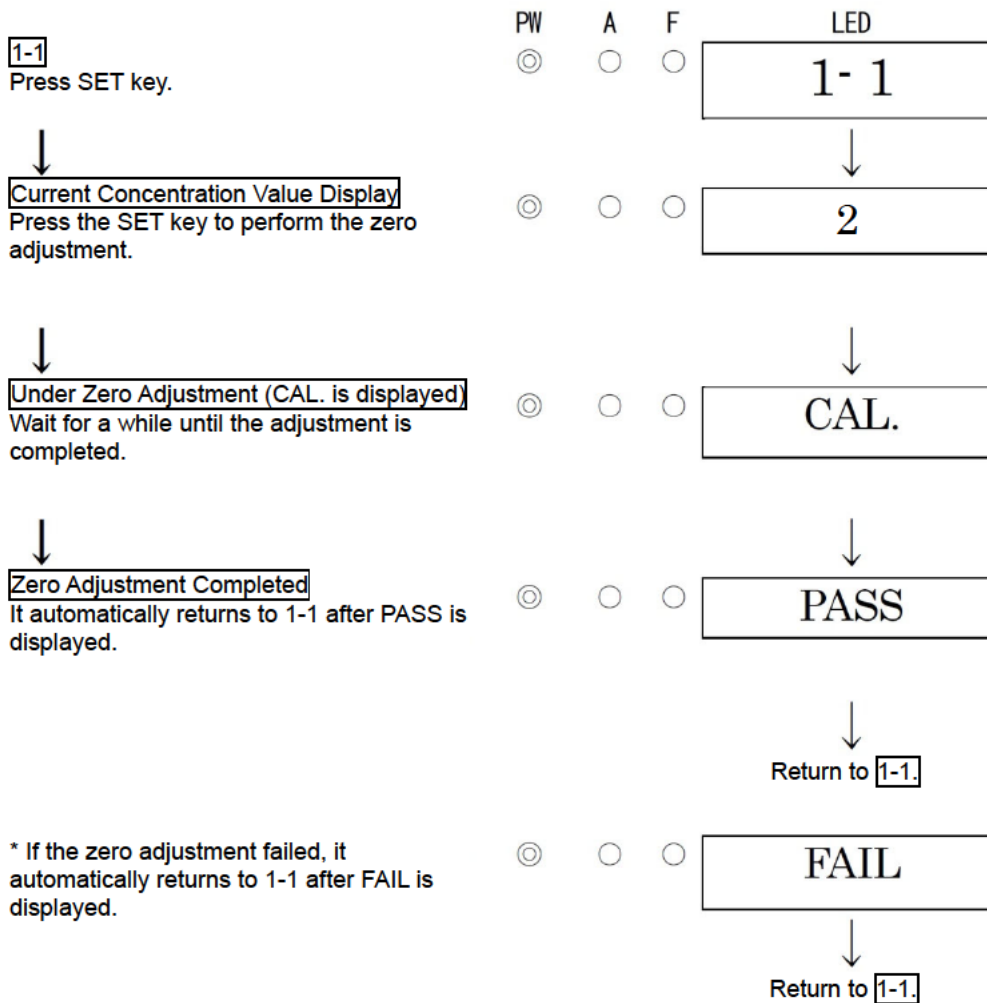 PW A F LED
1-1
Press SET key.
1- 1
Current Concentration Value Display
Press the SET key to perform the zero
adjustment.
2
Under Zero Adjustment (CAL. is displayed)
Wait for a while until the adjustment is
completed.
CAL.
Zero Adjustment Completed
It automatically returns to 1-1 after PASS is
displayed.
PASS
Return to 1-1.
* If the zero adjustment failed, it
automatically returns to 1-1 after FAIL is
displayed.
FAIL
Return to 1-1.